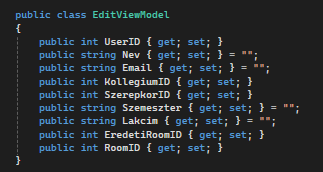 public class EditViewModel
{
public int UserID { get; set; }
public string Nev { get; set; } = "";
public string Email { get; set; } = "";
public int KollegiumID { get; set; }
public int SzerepkorID { get; set; }
public string Szemeszter { get; set; } = "";
public string Lakcim { get; set; } = "";
public int EredetiRoomID { get; set; }
public int RoomID { get; set; }
}